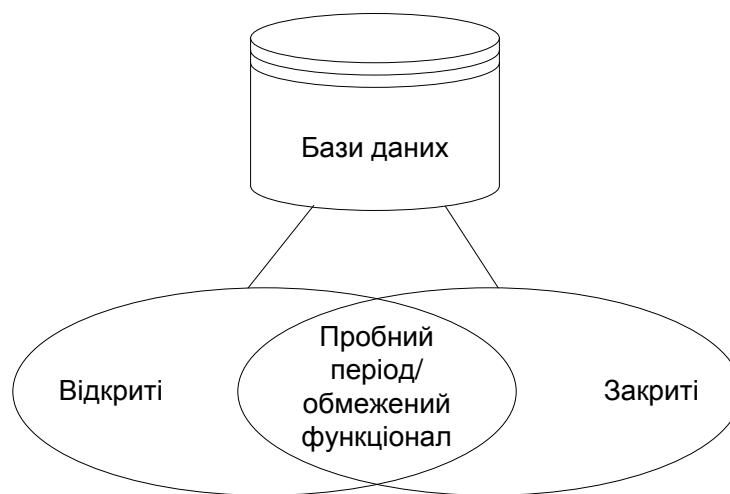 Бази даних
Відкриті
Пробний
період/
обмежений
функціонал
Закриті